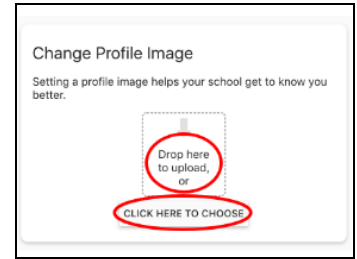 Change Profile Image
Setting a profile image helps your school get to know you
better.
Drop here
to upload,
or
CLICK HERE TO CHOOSE